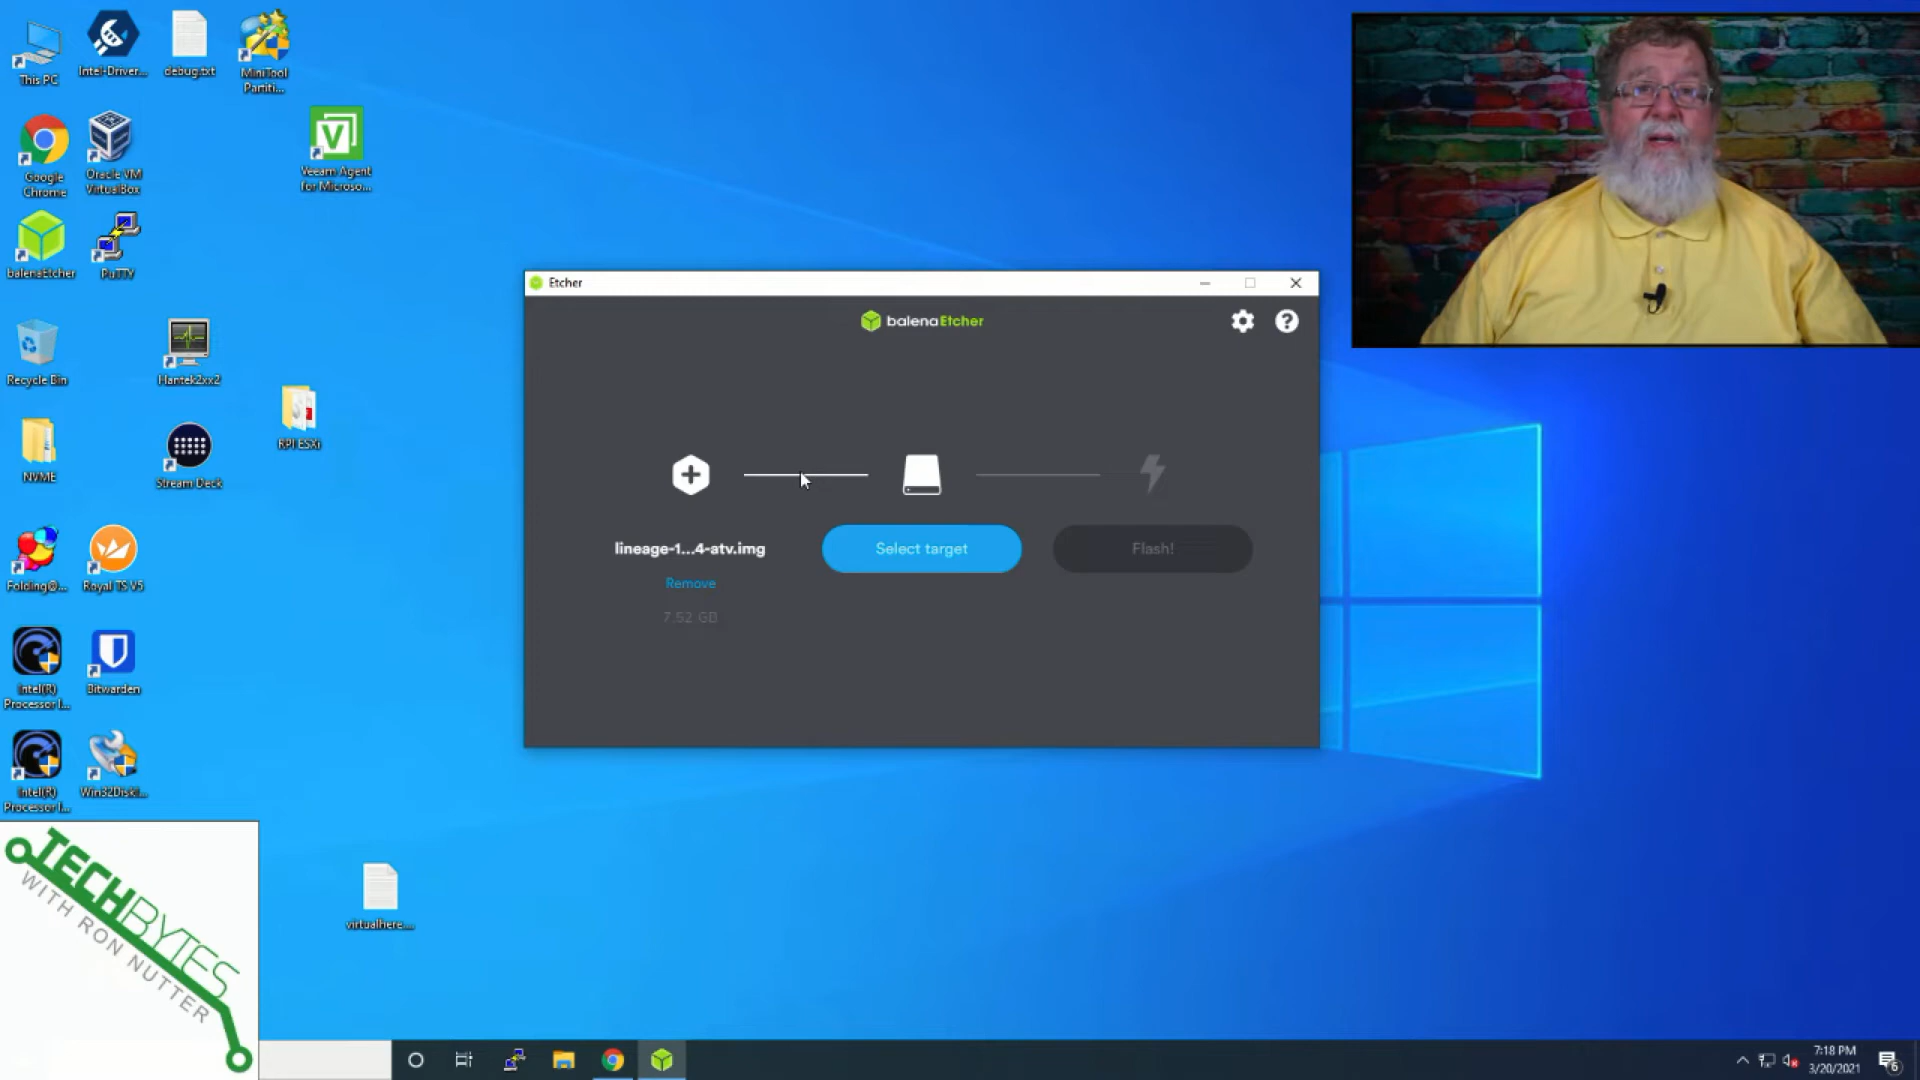 This PC
Intel-Driver...
debug.txt
MiniTool
Partiti...
Google
Chrome
Oracle VM
VirtualBox
Veeam Agent
for Microso...
balenaEtcher
PuTTY
Recycle Bin
Hantek2xx2
RPI ESXi
NVME
Stream Deck
Folding@...
Royal TS V5
Intel(R)
Processor I...
Bitwarden
Intel(R)
Processor I...
Win32Diskl...
virtualhere....
TECHBYTES
WITH RON NUTTER
Etcher
balenaEtcher
lineage-1...4-atv.img
Remove
7.52 GB
Select target
Flash!
7:18 PM
3/20/2021
6